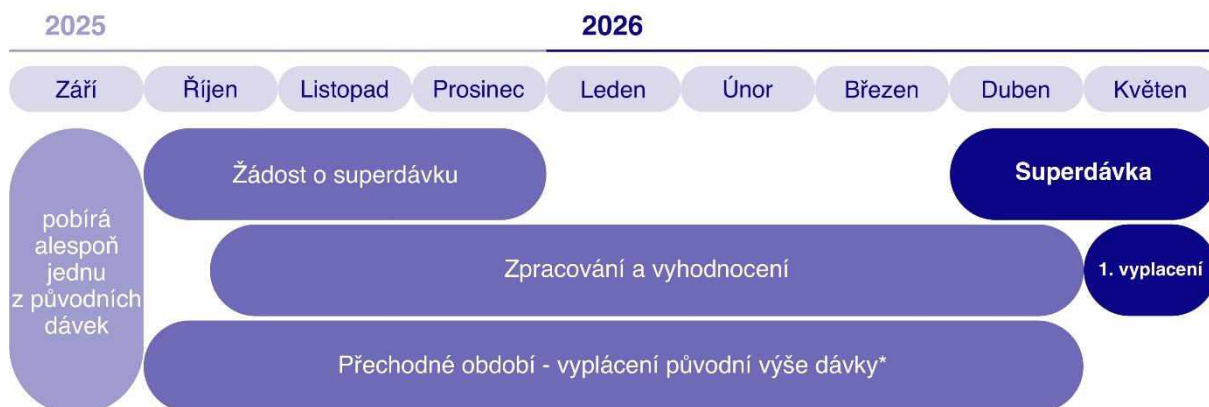 2025 2026
Září Říjen Listopad Prosinec Leden Únor Březen Duben Květen
pobírá
alespoň
jednu
z původních
dávek
Žádost o superdávku
Superdávka
Zpracování a vyhodnocení
1. vyplacení
Přechodné období - vyplácení původní výše dávky*